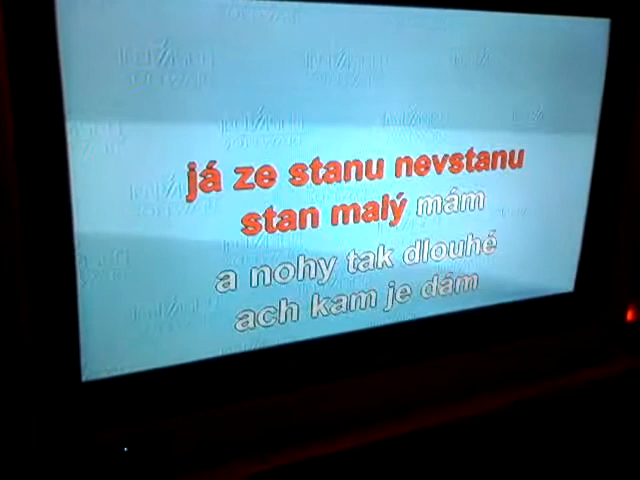 já ze stanu nevstanu
stan malý mám
a nohy tak dlouhé
ach kam je dám